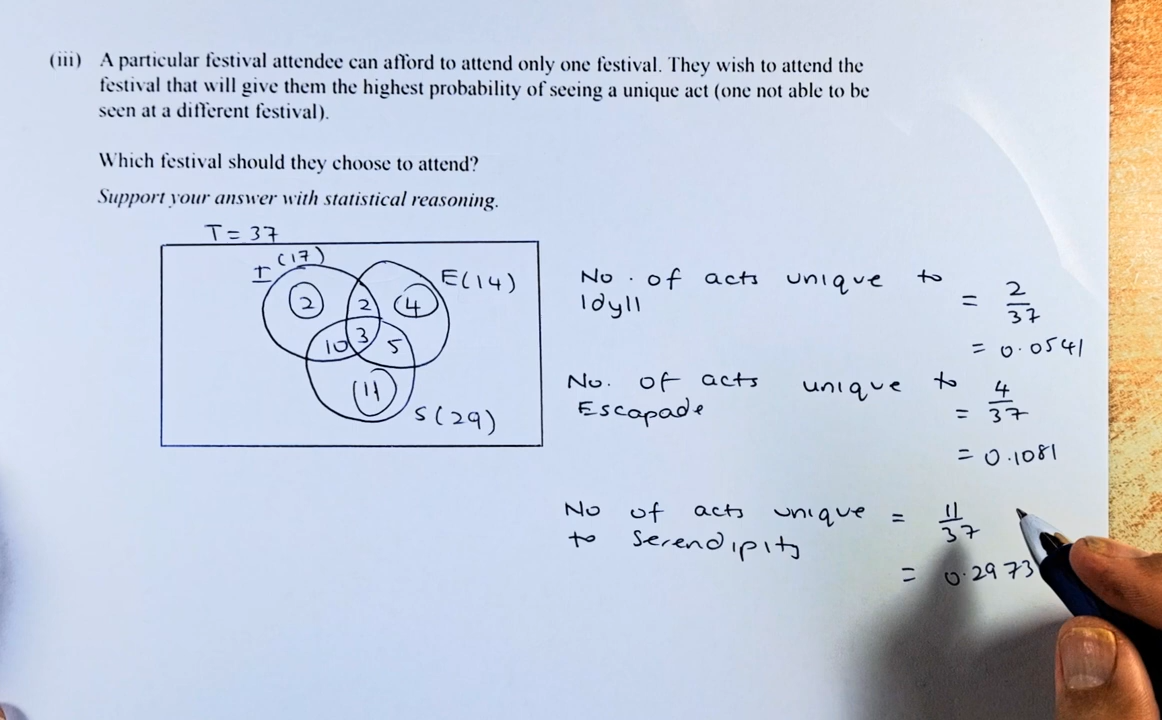 (iii) A particular festival attendee can afford to attend only one festival. They wish to attend the
festival that will give them the highest probability of seeing a unique act (one not able to be
seen at a different festival).
Which festival should they choose to attend?
Support your answer with statistical reasoning.
T = 37
I (17)
E(14)
2
2
4
10
3
5
11
S(29)
No. of acts unique to
Idyll
= 2/37
= 0.0541
No. of acts unique to
Escapade
= 4/37
= 0.1081
No of acts unique = 11/37
to Serendipity
= 0.2973